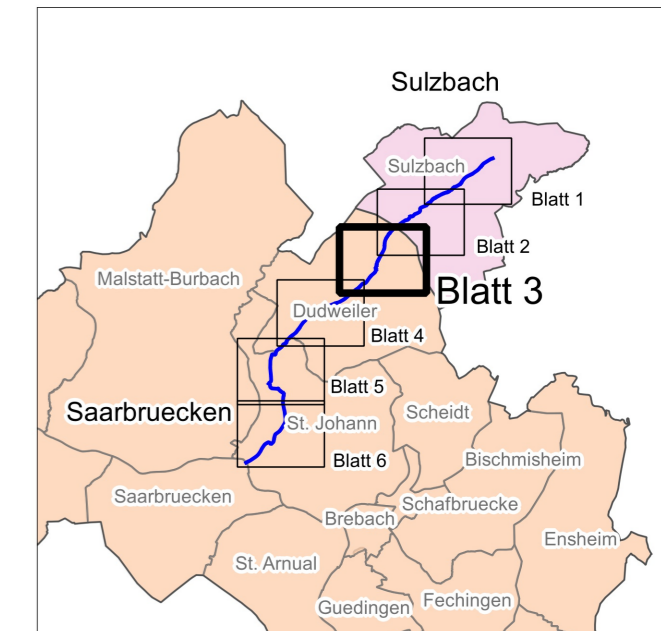 Sulzbach
Sulzbach
Blatt 1
Blatt 2
Malstatt-Burbach
Blatt 3
Dudweiler
Blatt 4
Blatt 5
Saarbruecken
St. Johann
Scheidt
Blatt 6
Bischmisheim
Saarbruecken
Schafbruecke
Brebach
Ensheim
St. Arnual
Guedingen
Fechingen